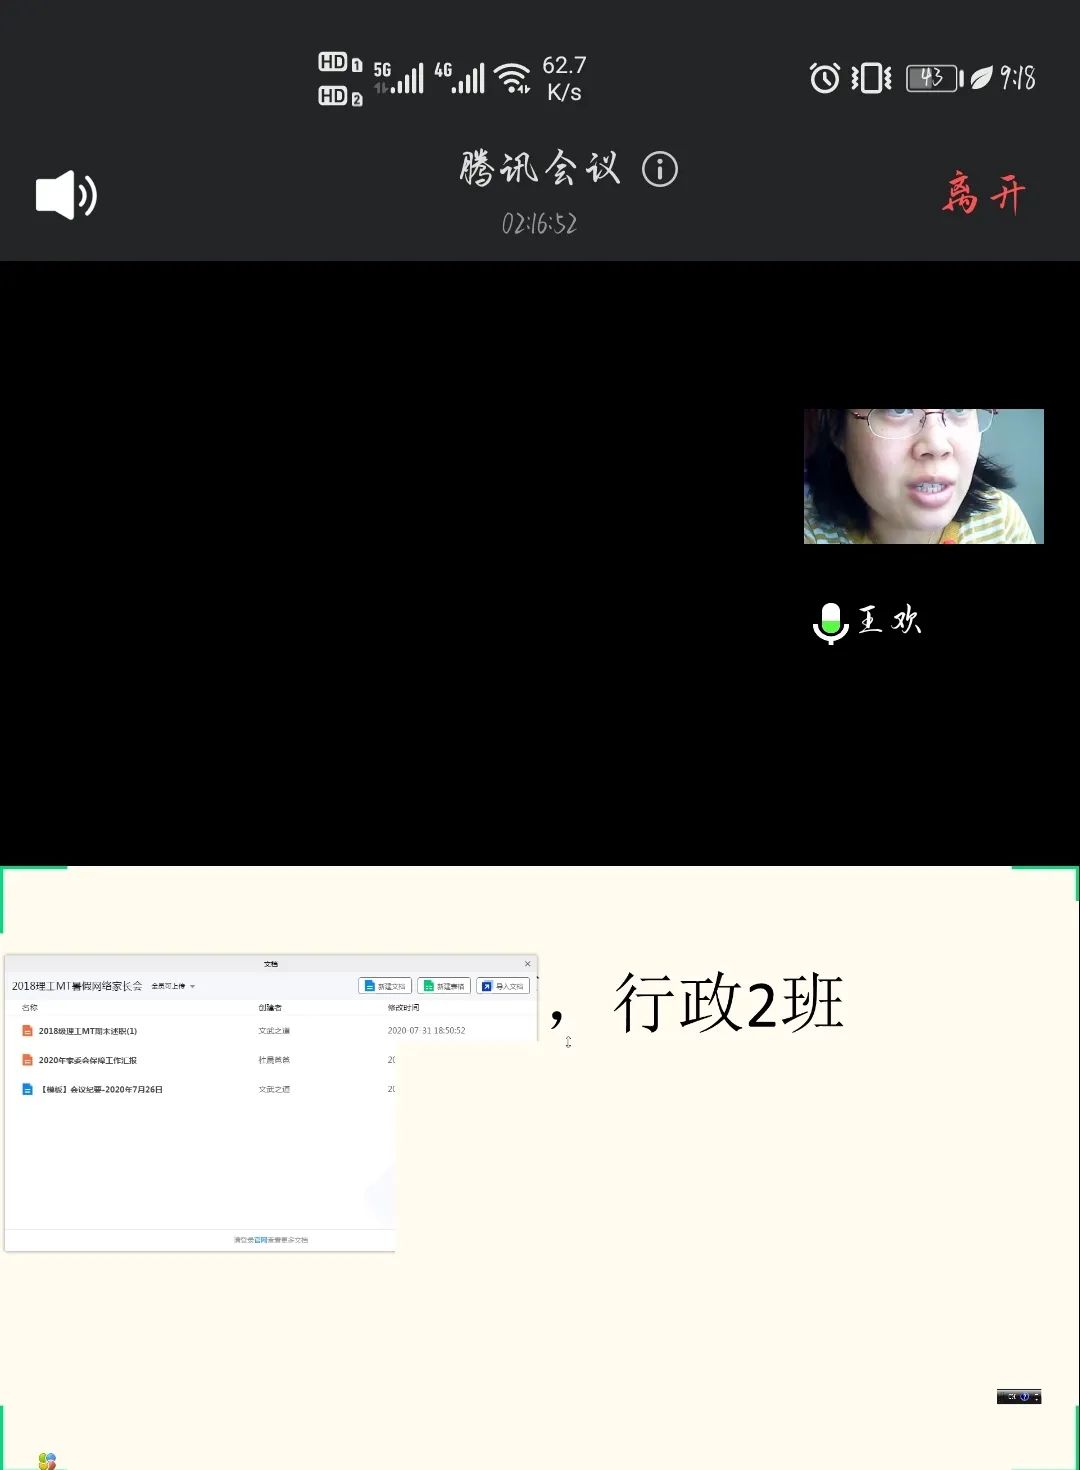 HD 1 5G 4G 62.7 43 9:18
HD 2 K/s
腾讯会议
离开
02:16:52
王欢
文档
2018理工MT暑假网络家长会 全员可上传 新建文档 新建表格 导入文档
，行政2班
名称 创建者 修改时间
2018级理工MT期末述职(1) 文武之道 2020-07-31 18:50:52
2020年家委会保障工作汇报 杜晨爸爸 20
【模板】会议纪要-2020年7月26日 文武之道 20
请登录官网查看更多文档